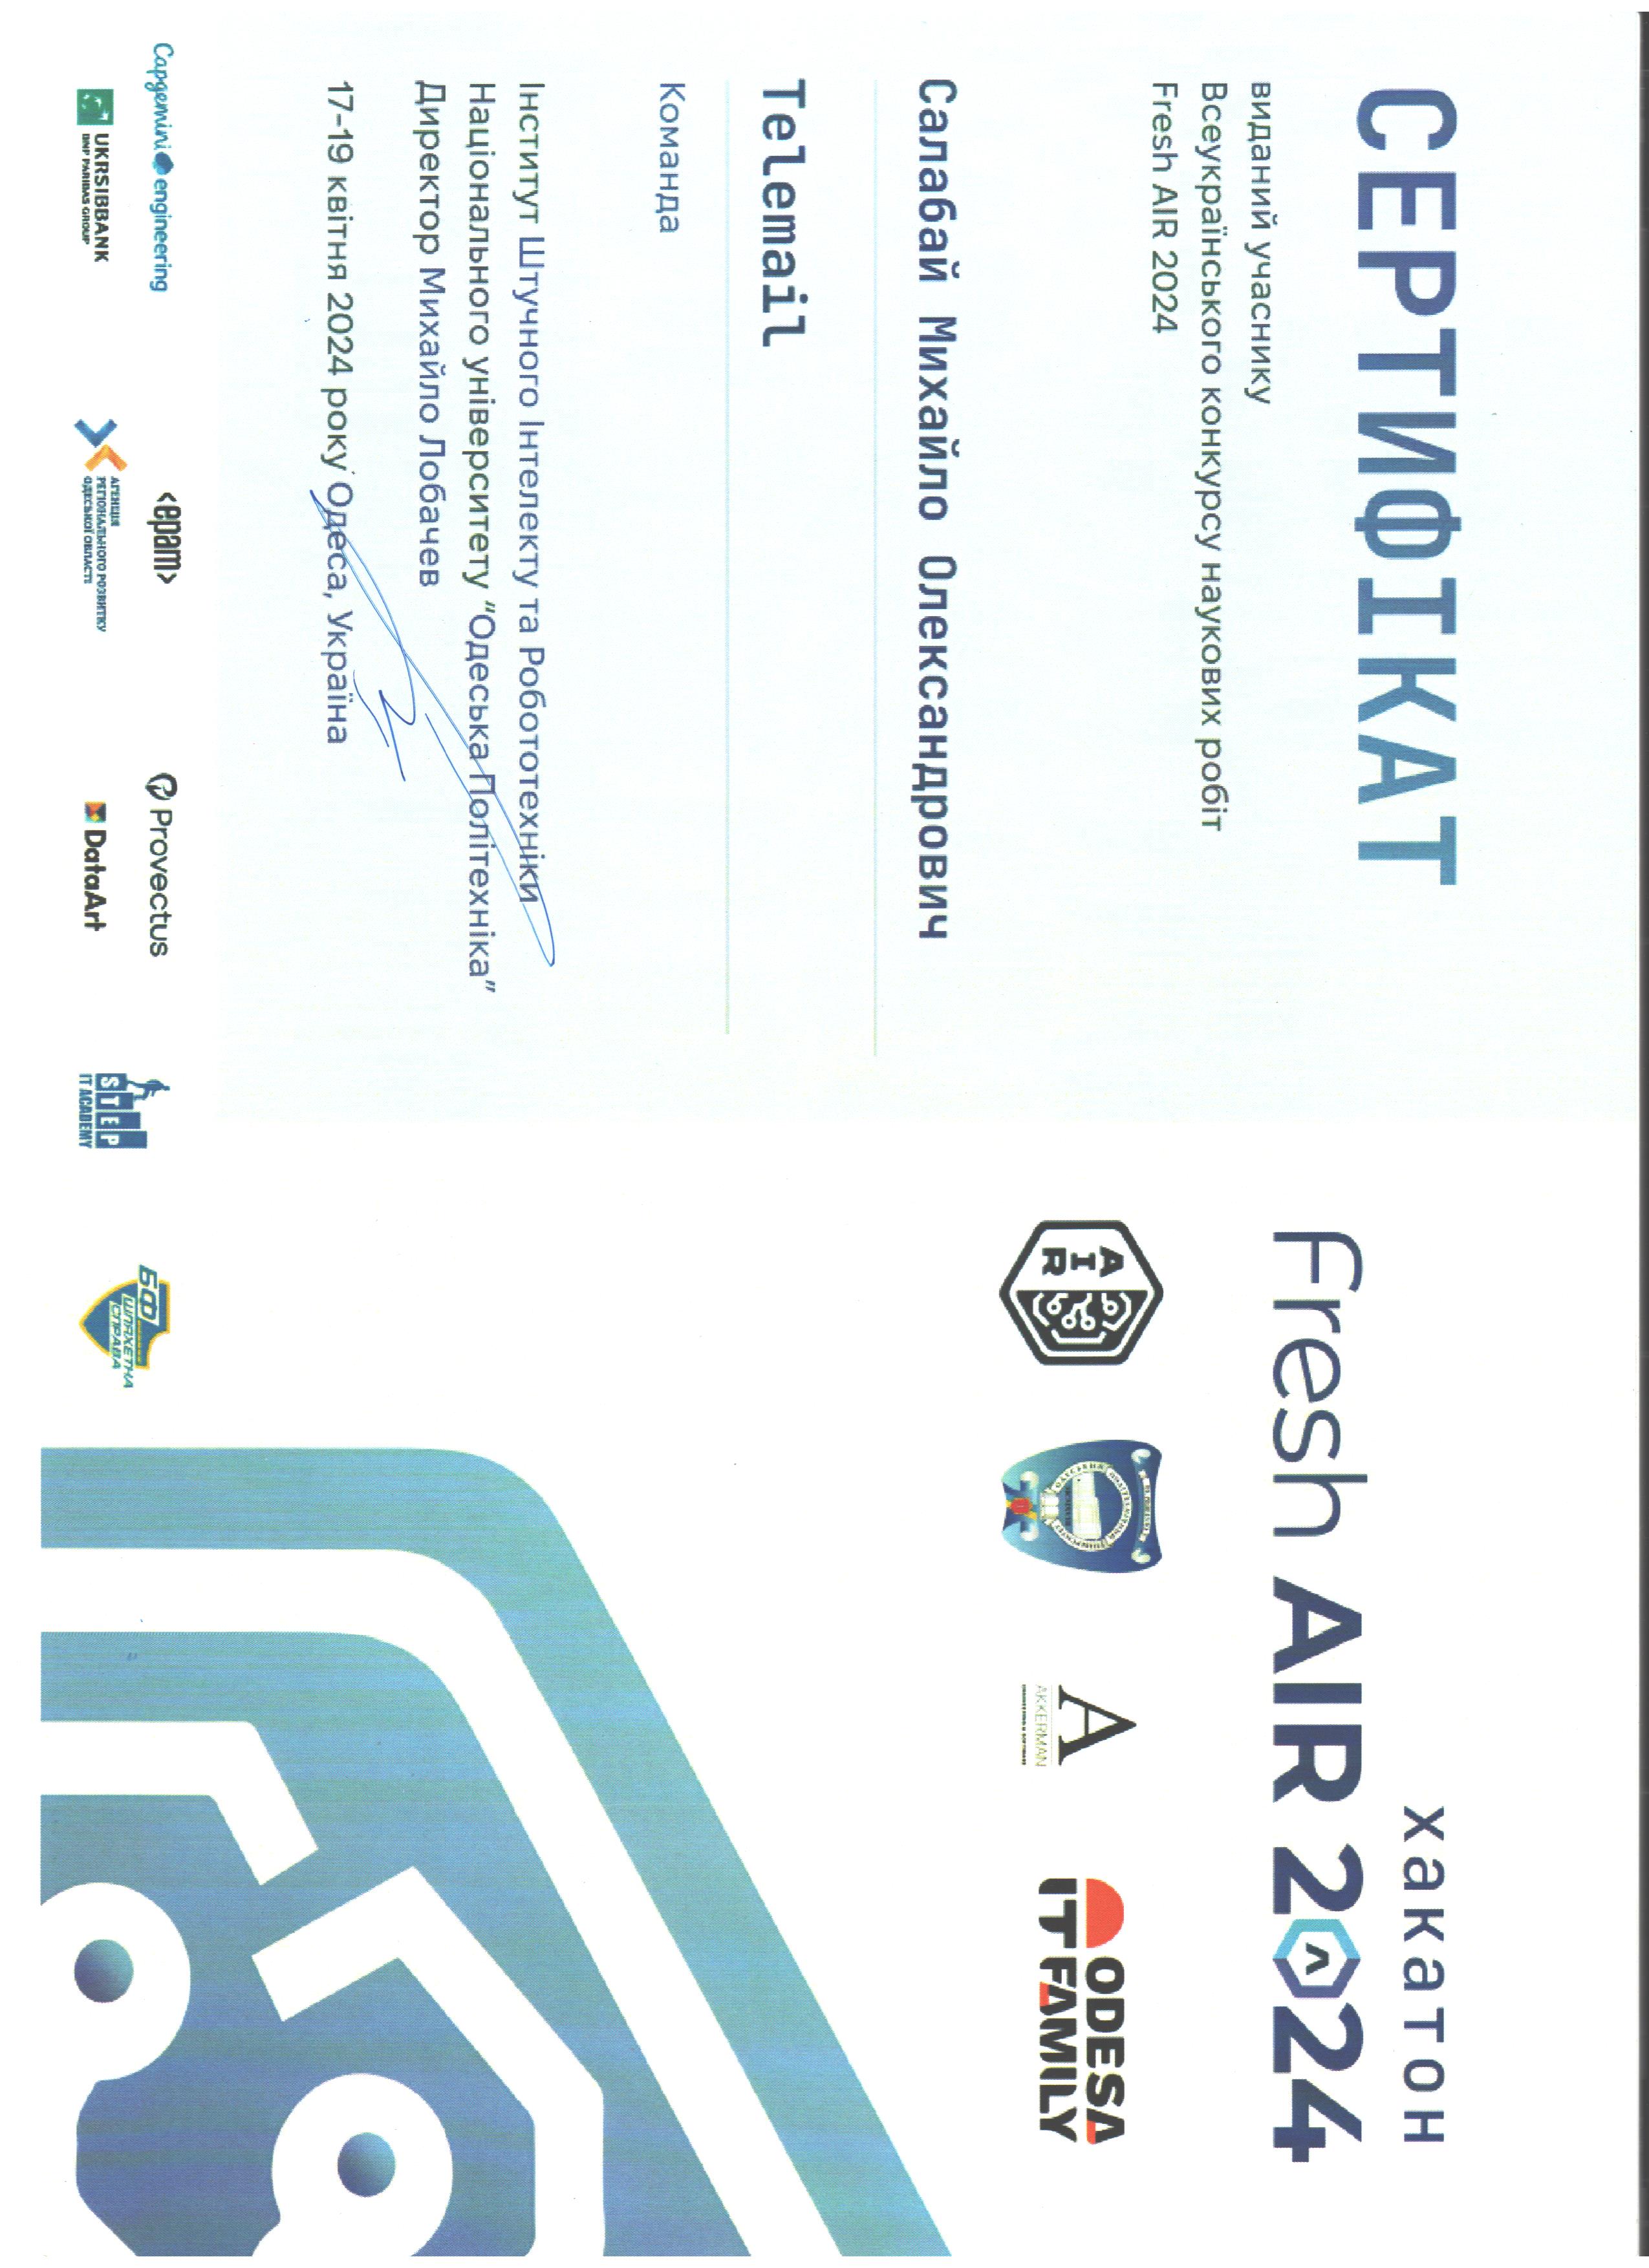 СЕРТИФІКАТ
виданий учаснику
Всеукраїнського конкурсу наукових робіт
Fresh AIR 2024
Салабай Михайло Олександрович
Telemail
Команда
Інститут Штучного Інтелекту та Робототехніки
Національного університету “Одеська Політехніка”
Директор Михайло Лобачев
17-19 квітня 2024 року Одеса, Україна
хакатон
Fresh AIR 2024
AIR
A
AKKERMAN
ENGINEERING & SOFTWARE
ODESA
IT FAMILY
Capgemini engineering
<epam>
Provectus
STEP
IT ACADEMY
БФ
ШЛЯХЕТНА
СПРАВА
UKRSIBBANK
BNP PARIBAS GROUP
АГЕНЦІЯ
РЕГІОНАЛЬНОГО РОЗВИТКУ
ОДЕСЬКОЇ ОБЛАСТІ
DataArt